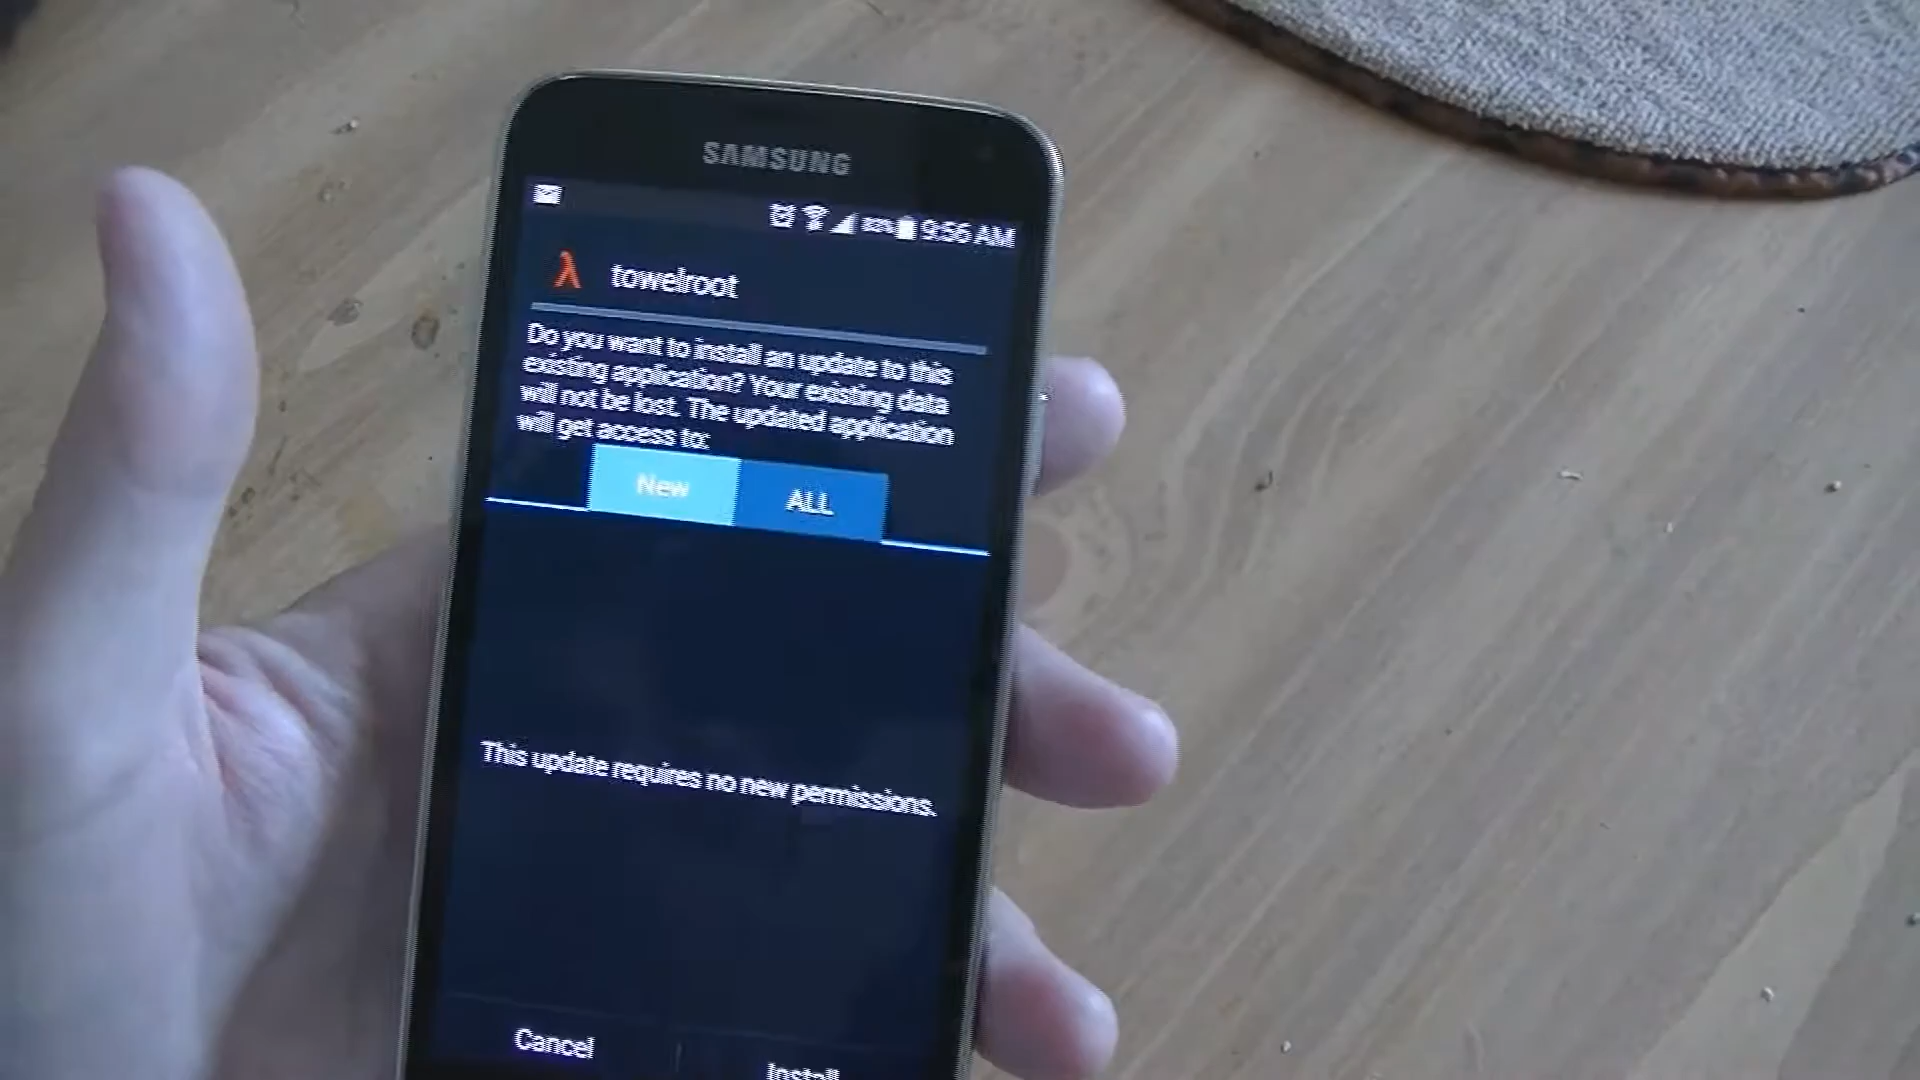 SAMSUNG
9:56 AM
λ towelroot
Do you want to install an update to this
existing application? Your existing data
will not be lost. The updated application
will get access to:
New ALL
This update requires no new permissions.
Cancel Install